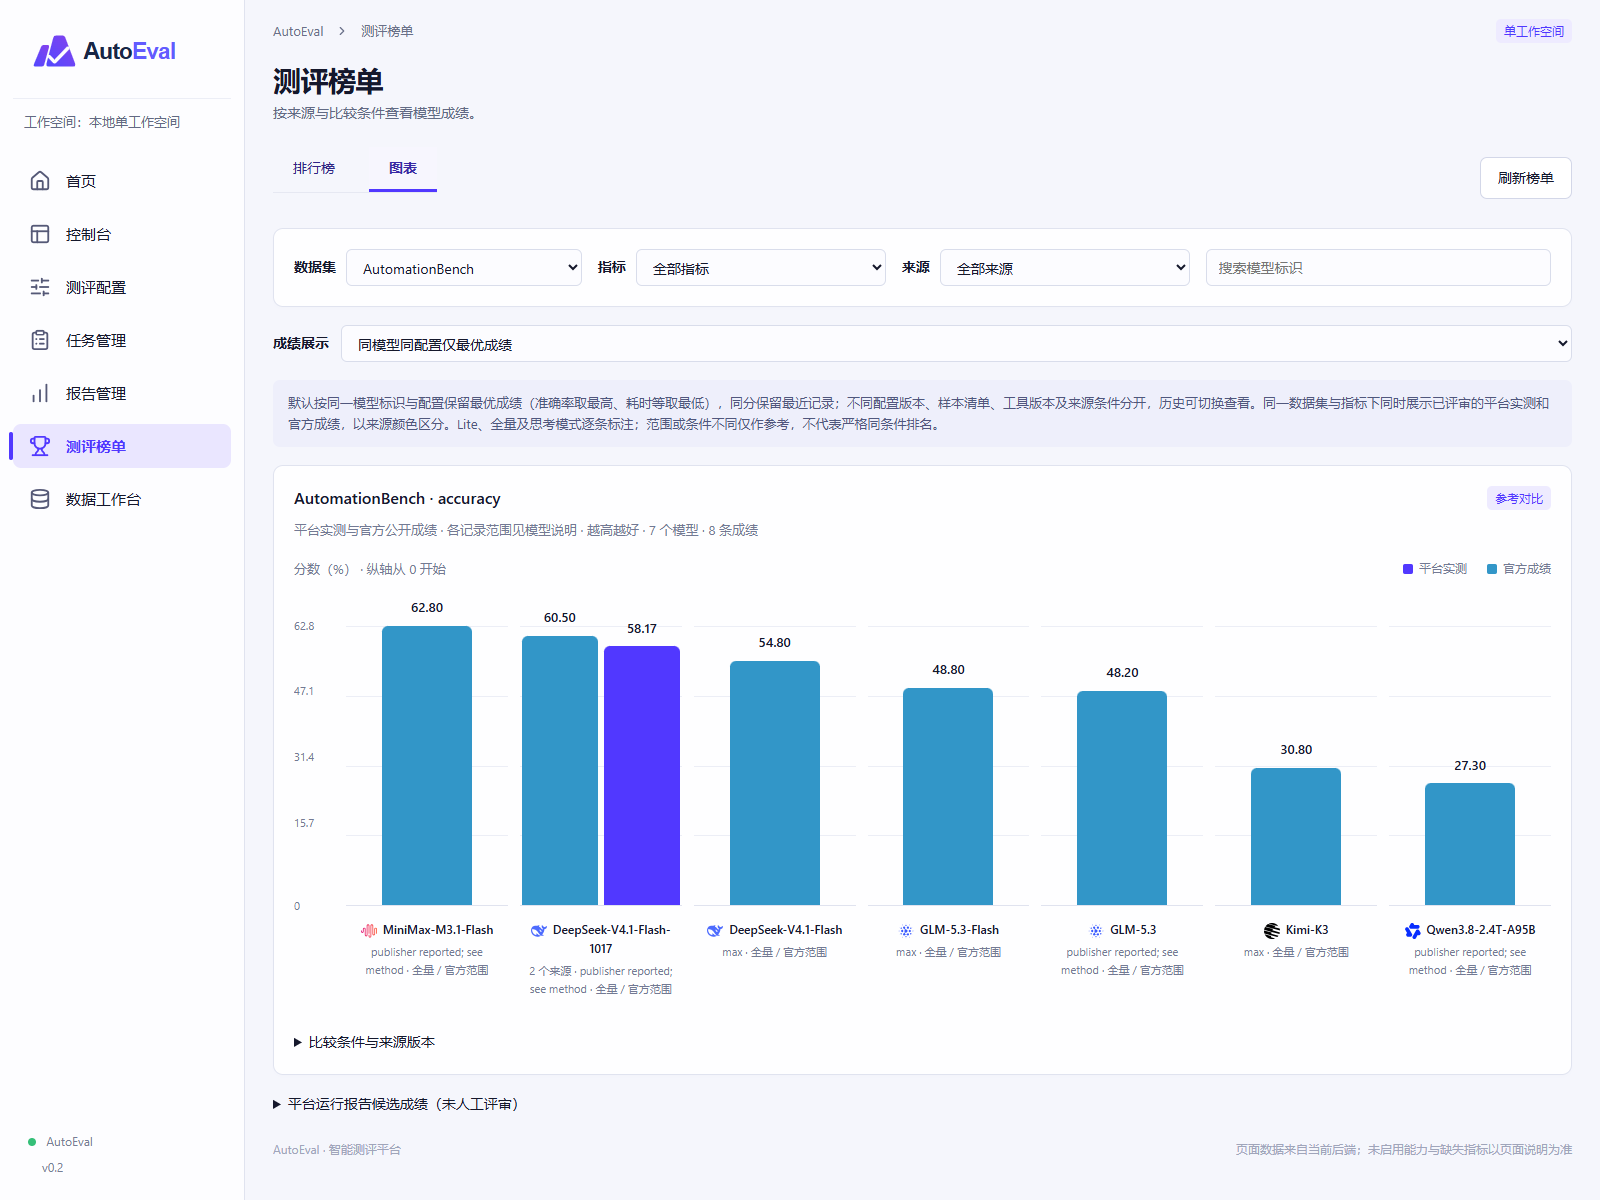 AutoEval
工作空间：本地单工作空间
首页
控制台
测评配置
任务管理
报告管理
测评榜单
数据工作台
AutoEval
v0.2
AutoEval > 测评榜单
单工作空间
测评榜单
按来源与比较条件查看模型成绩。
排行榜
图表
刷新榜单
数据集
AutomationBench
指标
全部指标
来源
全部来源
搜索模型标识
成绩展示
同模型同配置仅最优成绩
默认按同一模型标识与配置保留最优成绩（准确率取最高、耗时等取最低），同分保留最近记录；不同配置版本、样本清单、工具版本及来源条件分开，历史可切换查看。同一数据集与指标下同时展示已评审的平台实测和
官方成绩，以来源颜色区分。Lite、全量及思考模式逐条标注；范围或条件不同仅作参考，不代表严格同条件排名。
AutomationBench · accuracy
参考对比
平台实测与官方公开成绩 · 各记录范围见模型说明 · 越高越好 · 7 个模型 · 8 条成绩
分数（%） · 纵轴从 0 开始
平台实测
官方成绩
62.8
47.1
31.4
15.7
0
62.80
60.50
58.17
54.80
48.80
48.20
30.80
27.30
MiniMax-M3.1-Flash
publisher reported; see
method · 全量 / 官方范围
DeepSeek-V4.1-Flash-
1017
2 个来源 · publisher reported;
see method · 全量 / 官方范围
DeepSeek-V4.1-Flash
max · 全量 / 官方范围
GLM-5.3-Flash
max · 全量 / 官方范围
GLM-5.3
publisher reported; see
method · 全量 / 官方范围
Kimi-K3
max · 全量 / 官方范围
Qwen3.8-2.4T-A95B
publisher reported; see
method · 全量 / 官方范围
比较条件与来源版本
平台运行报告候选成绩（未人工评审）
AutoEval · 智能测评平台
页面数据来自当前后端；未启用能力与缺失指标以页面说明为准